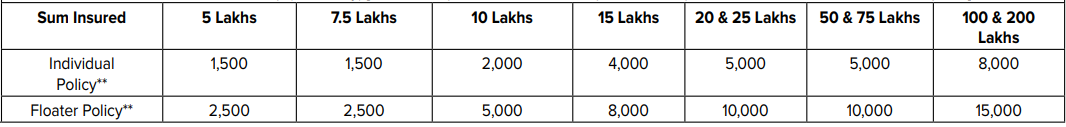 Sum Insured 5 Lakhs 7.5 Lakhs 10 Lakhs 15 Lakhs 20 & 25 Lakhs 50 & 75 Lakhs 100 & 200
Lakhs
Individual 1,500 1,500 2,000 4,000 5,000 5,000 8,000
Policy**
Floater Policy** 2,500 2,500 5,000 8,000 10,000 10,000 15,000